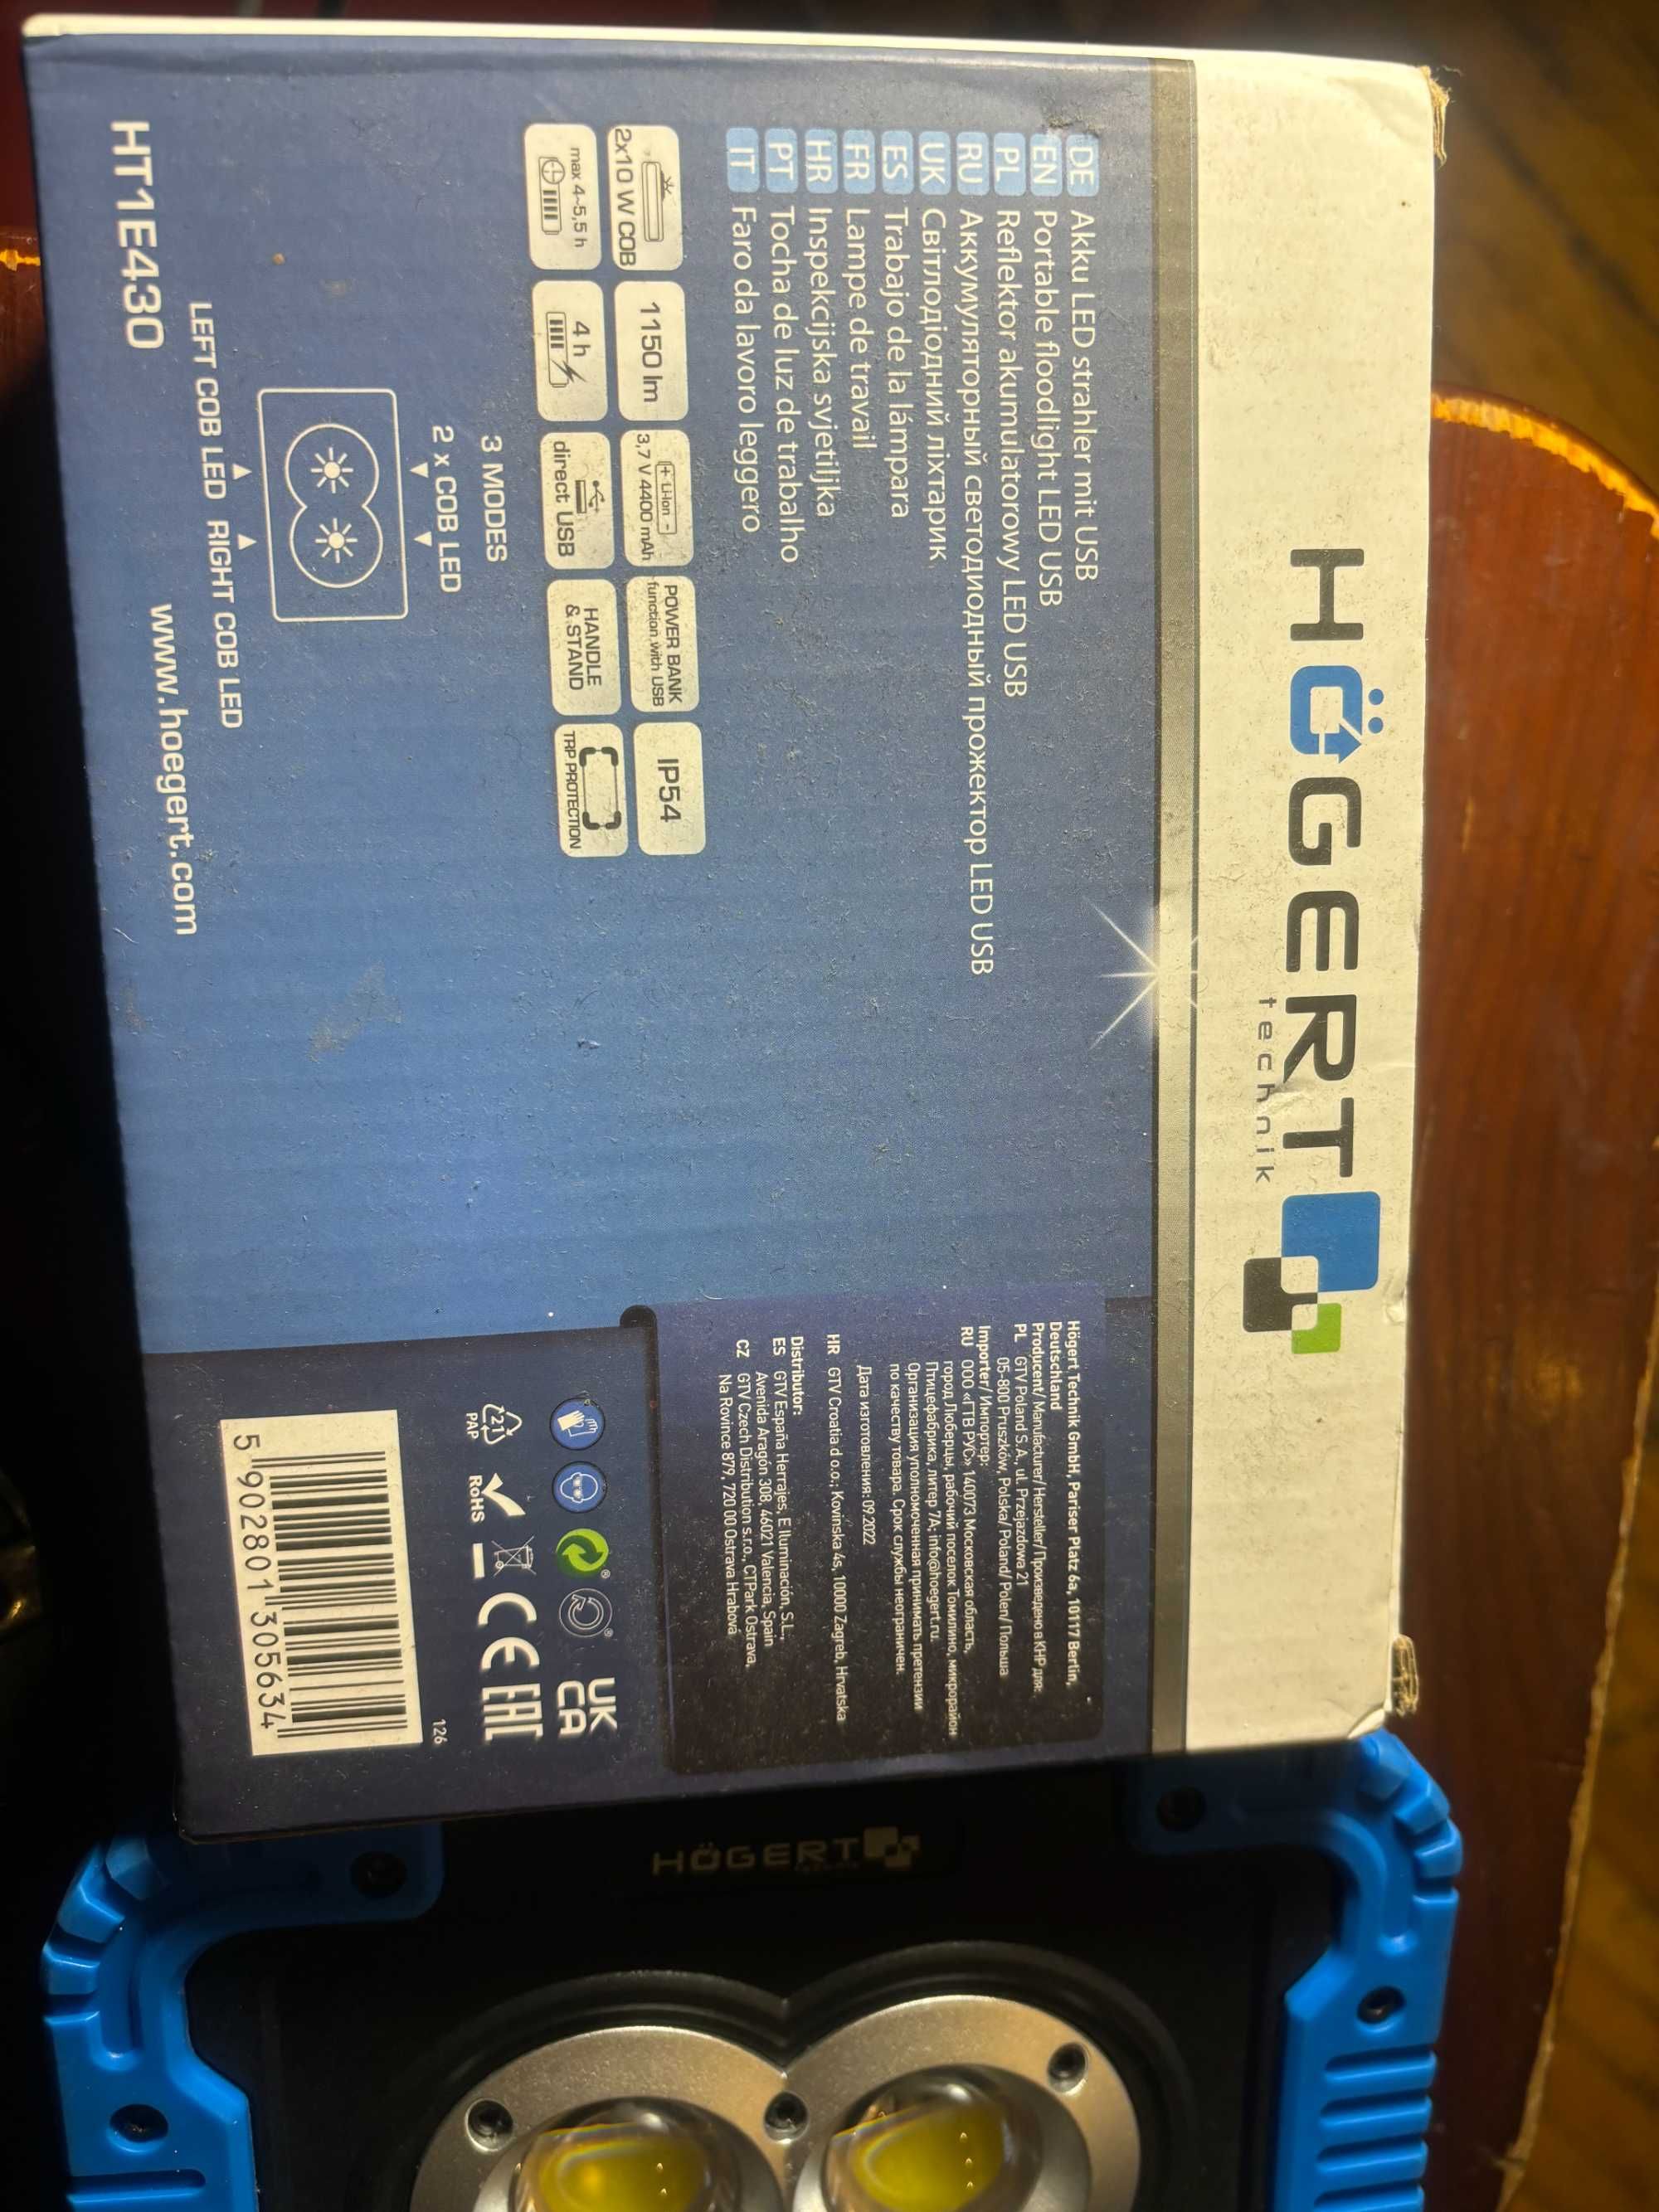 HÖGERT
technik
DE Akku LED strahler mit USB
EN Portable floodlight LED USB
PL Reflektor akumulatorowy LED USB
RU Аккумуляторный светодиодный прожектор LED USB
UK Світлодіодний ліхтарик
ES Trabajo de la lámpara
FR Lampe de travail
HR Inspekcijska svjetiljka
PT Tocha de luz de trabalho
IT Faro da lavoro leggero
2x10 W COB
1150 lm
+ Li-Ion -
3,7 V 4400 mAh
POWER BANK
function with USB
IP54
max 4~5,5 h
4 h
direct USB
HANDLE
& STAND
TRP PROTECTION
3 MODES
2 x COB LED
LEFT COB LED RIGHT COB LED
HT1E430
www.hoegert.com
Högert Technik GmbH, Pariser Platz 6a, 10117 Berlin,
Deutschland
Producent/ Manufacturer/ Hersteller/ Произведено в КНР для:
PL GTV Poland S.A., ul. Przejazdowa 21
05-800 Pruszków, Polska/ Poland/ Polen/ Польша
Importer/ Импортер:
RU ООО «ГТВ РУС» 140073 Московская область,
город Люберцы, рабочий поселок Томилино, микрорайон
Птицефабрика, литер 7А; info@hoegert.ru.
Организация уполномоченная принимать претензии
по качеству товара. Срок службы неограничен.
Дата изготовления: 09.2022
HR GTV Croatia d.o.o.; Kovinska 4s, 10000 Zagreb, Hrvatska
Distributor:
ES GTV España Herrajes, E Iluminación, S.L.,
Avenida Aragón 308, 46021 Valencia, Spain
CZ GTV Czech Distribution s.r.o., CTPark Ostrava,
Na Rovince 879, 720 00 Ostrava Hrabová
UK
CA
21
PAP
RoHS
CE EAC
126
5 902801 305634
HÖGERT